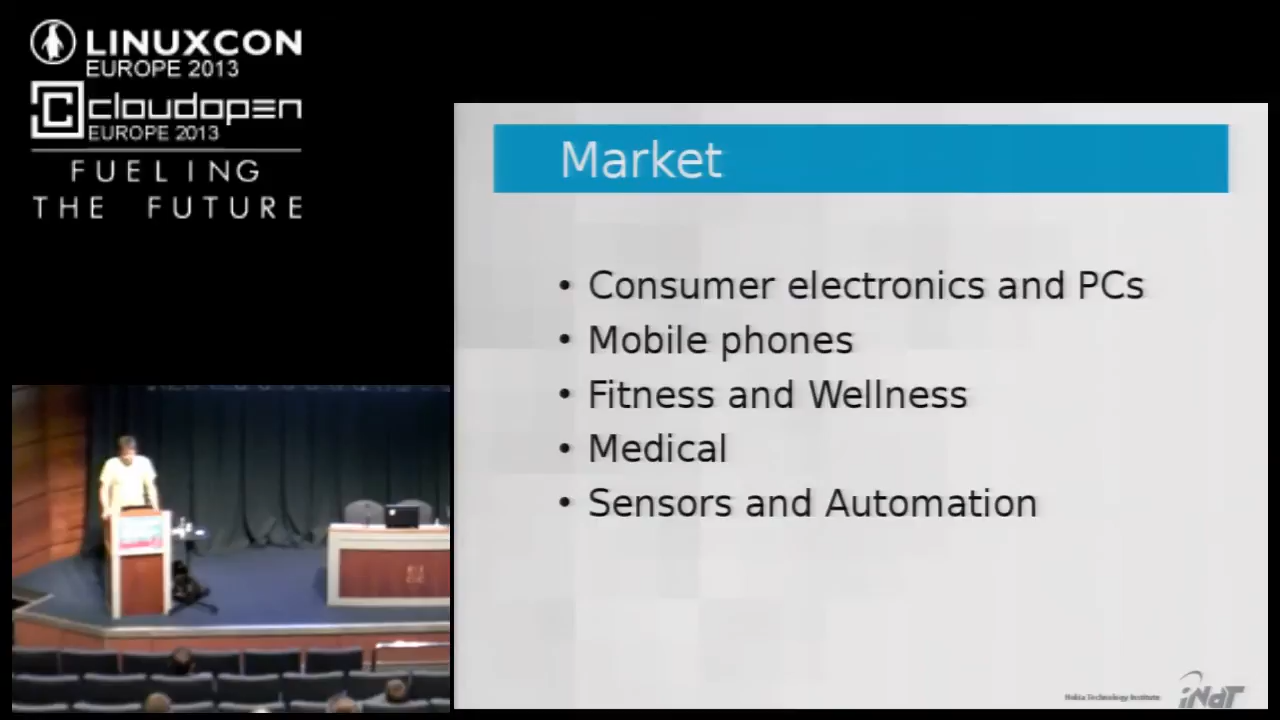 LINUXCON
EUROPE 2013
cloudopen
EUROPE 2013
FUELING
THE FUTURE
Market
• Consumer electronics and PCs
• Mobile phones
• Fitness and Wellness
• Medical
• Sensors and Automation
Nokia Technology Institute
iNdT